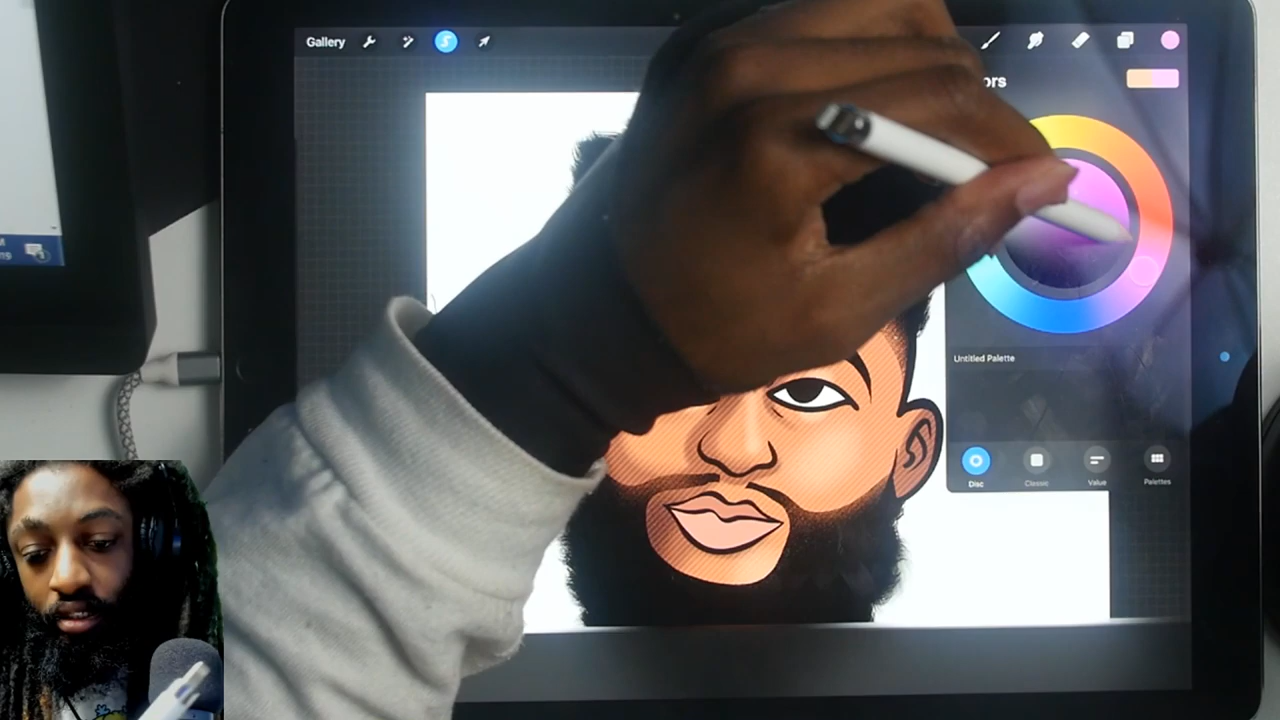 Gallery
ors
Untitled Palette
Disc
Classic
Value
Palettes